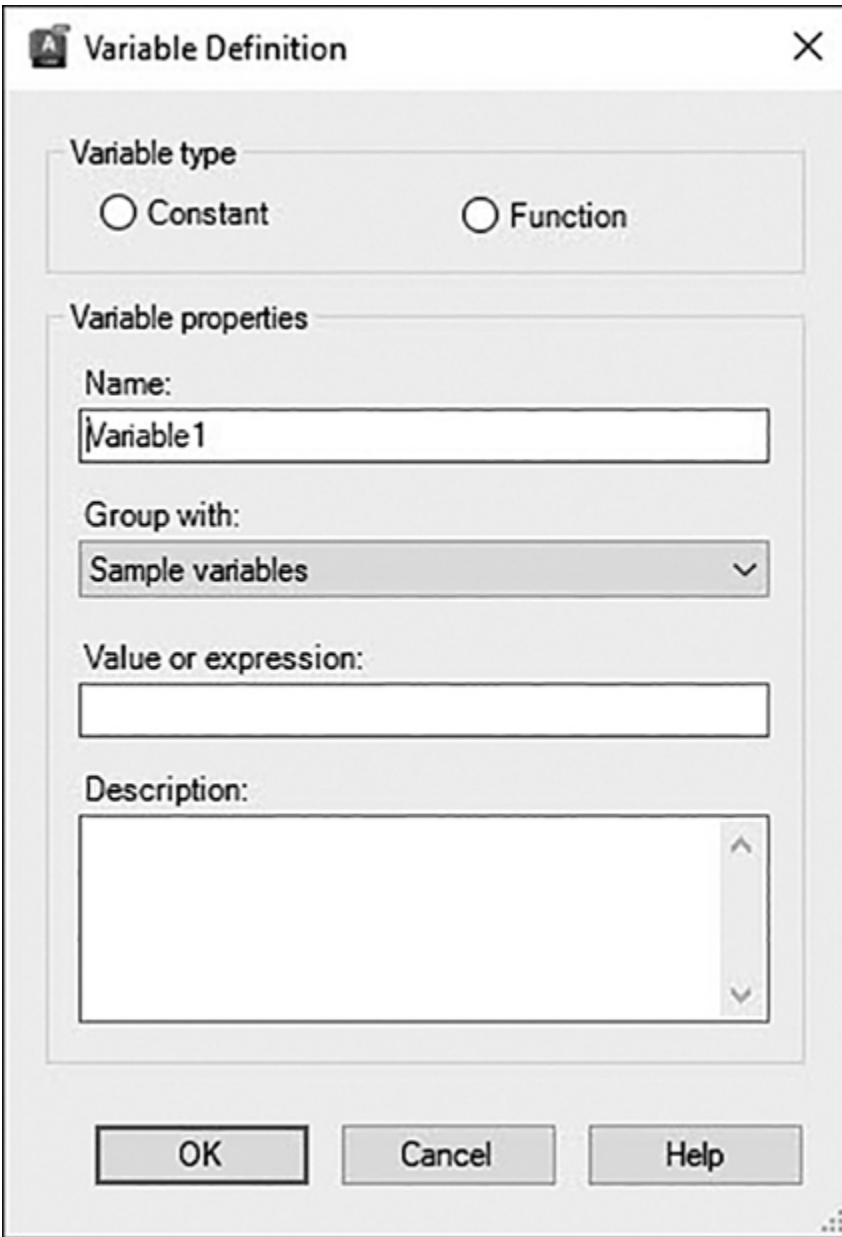 Variable Definition
Variable type
Constant Function
Variable properties
Name:
Variable1
Group with:
Sample variables
Value or expression:
Description:
OK Cancel Help